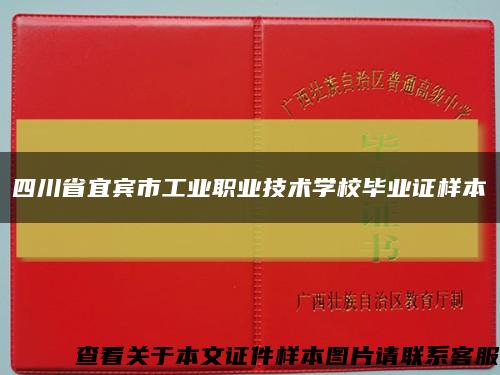 广西壮族自治区普通高级中学
毕业证书
四川省宜宾市工业职业技术学校毕业证样本
广西壮族自治区教育厅制
查看关于本文证件样本图片请联系客服